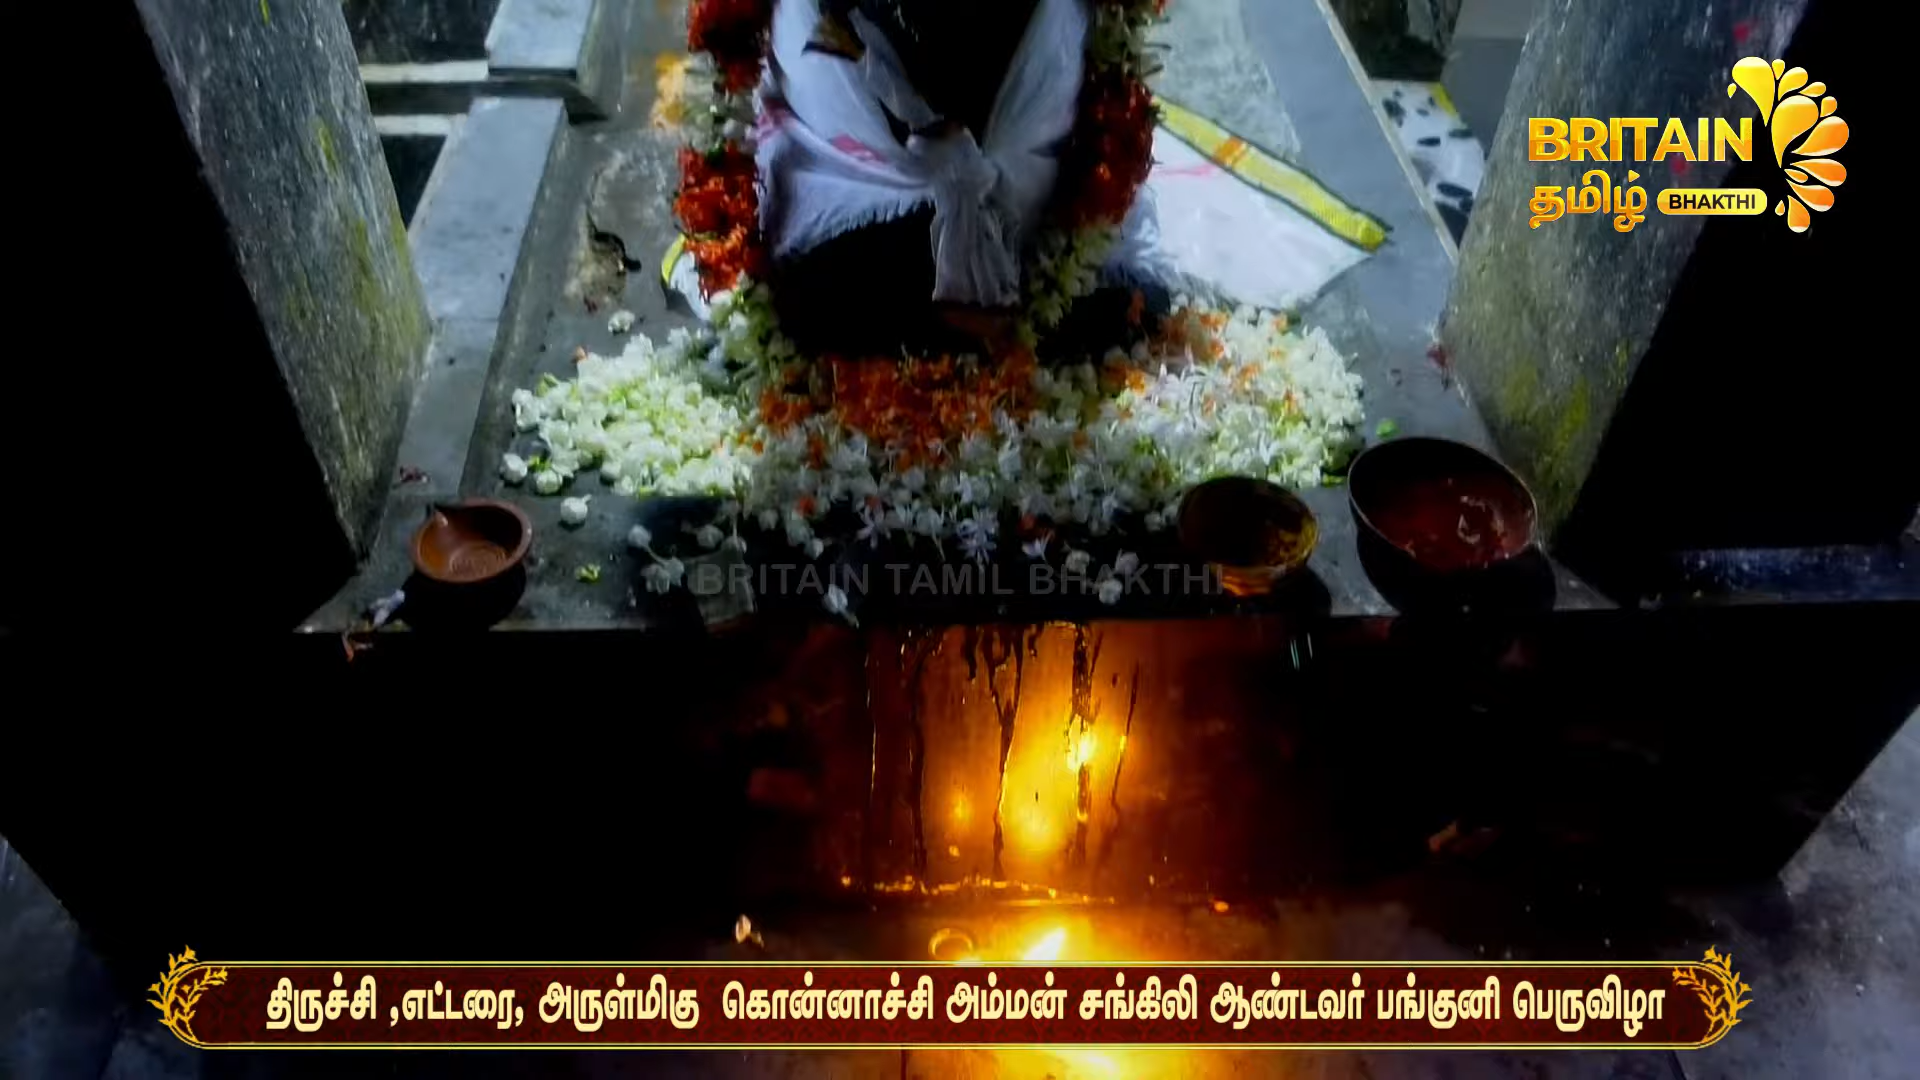 BRITAIN
தமிழ் BHAKTHI
BRITAIN TAMIL BHAKTHI
திருச்சி ,எட்டரை, அருள்மிகு கொன்னாச்சி அம்மன் சங்கிலி ஆண்டவர் பங்குனி பெருவிழா